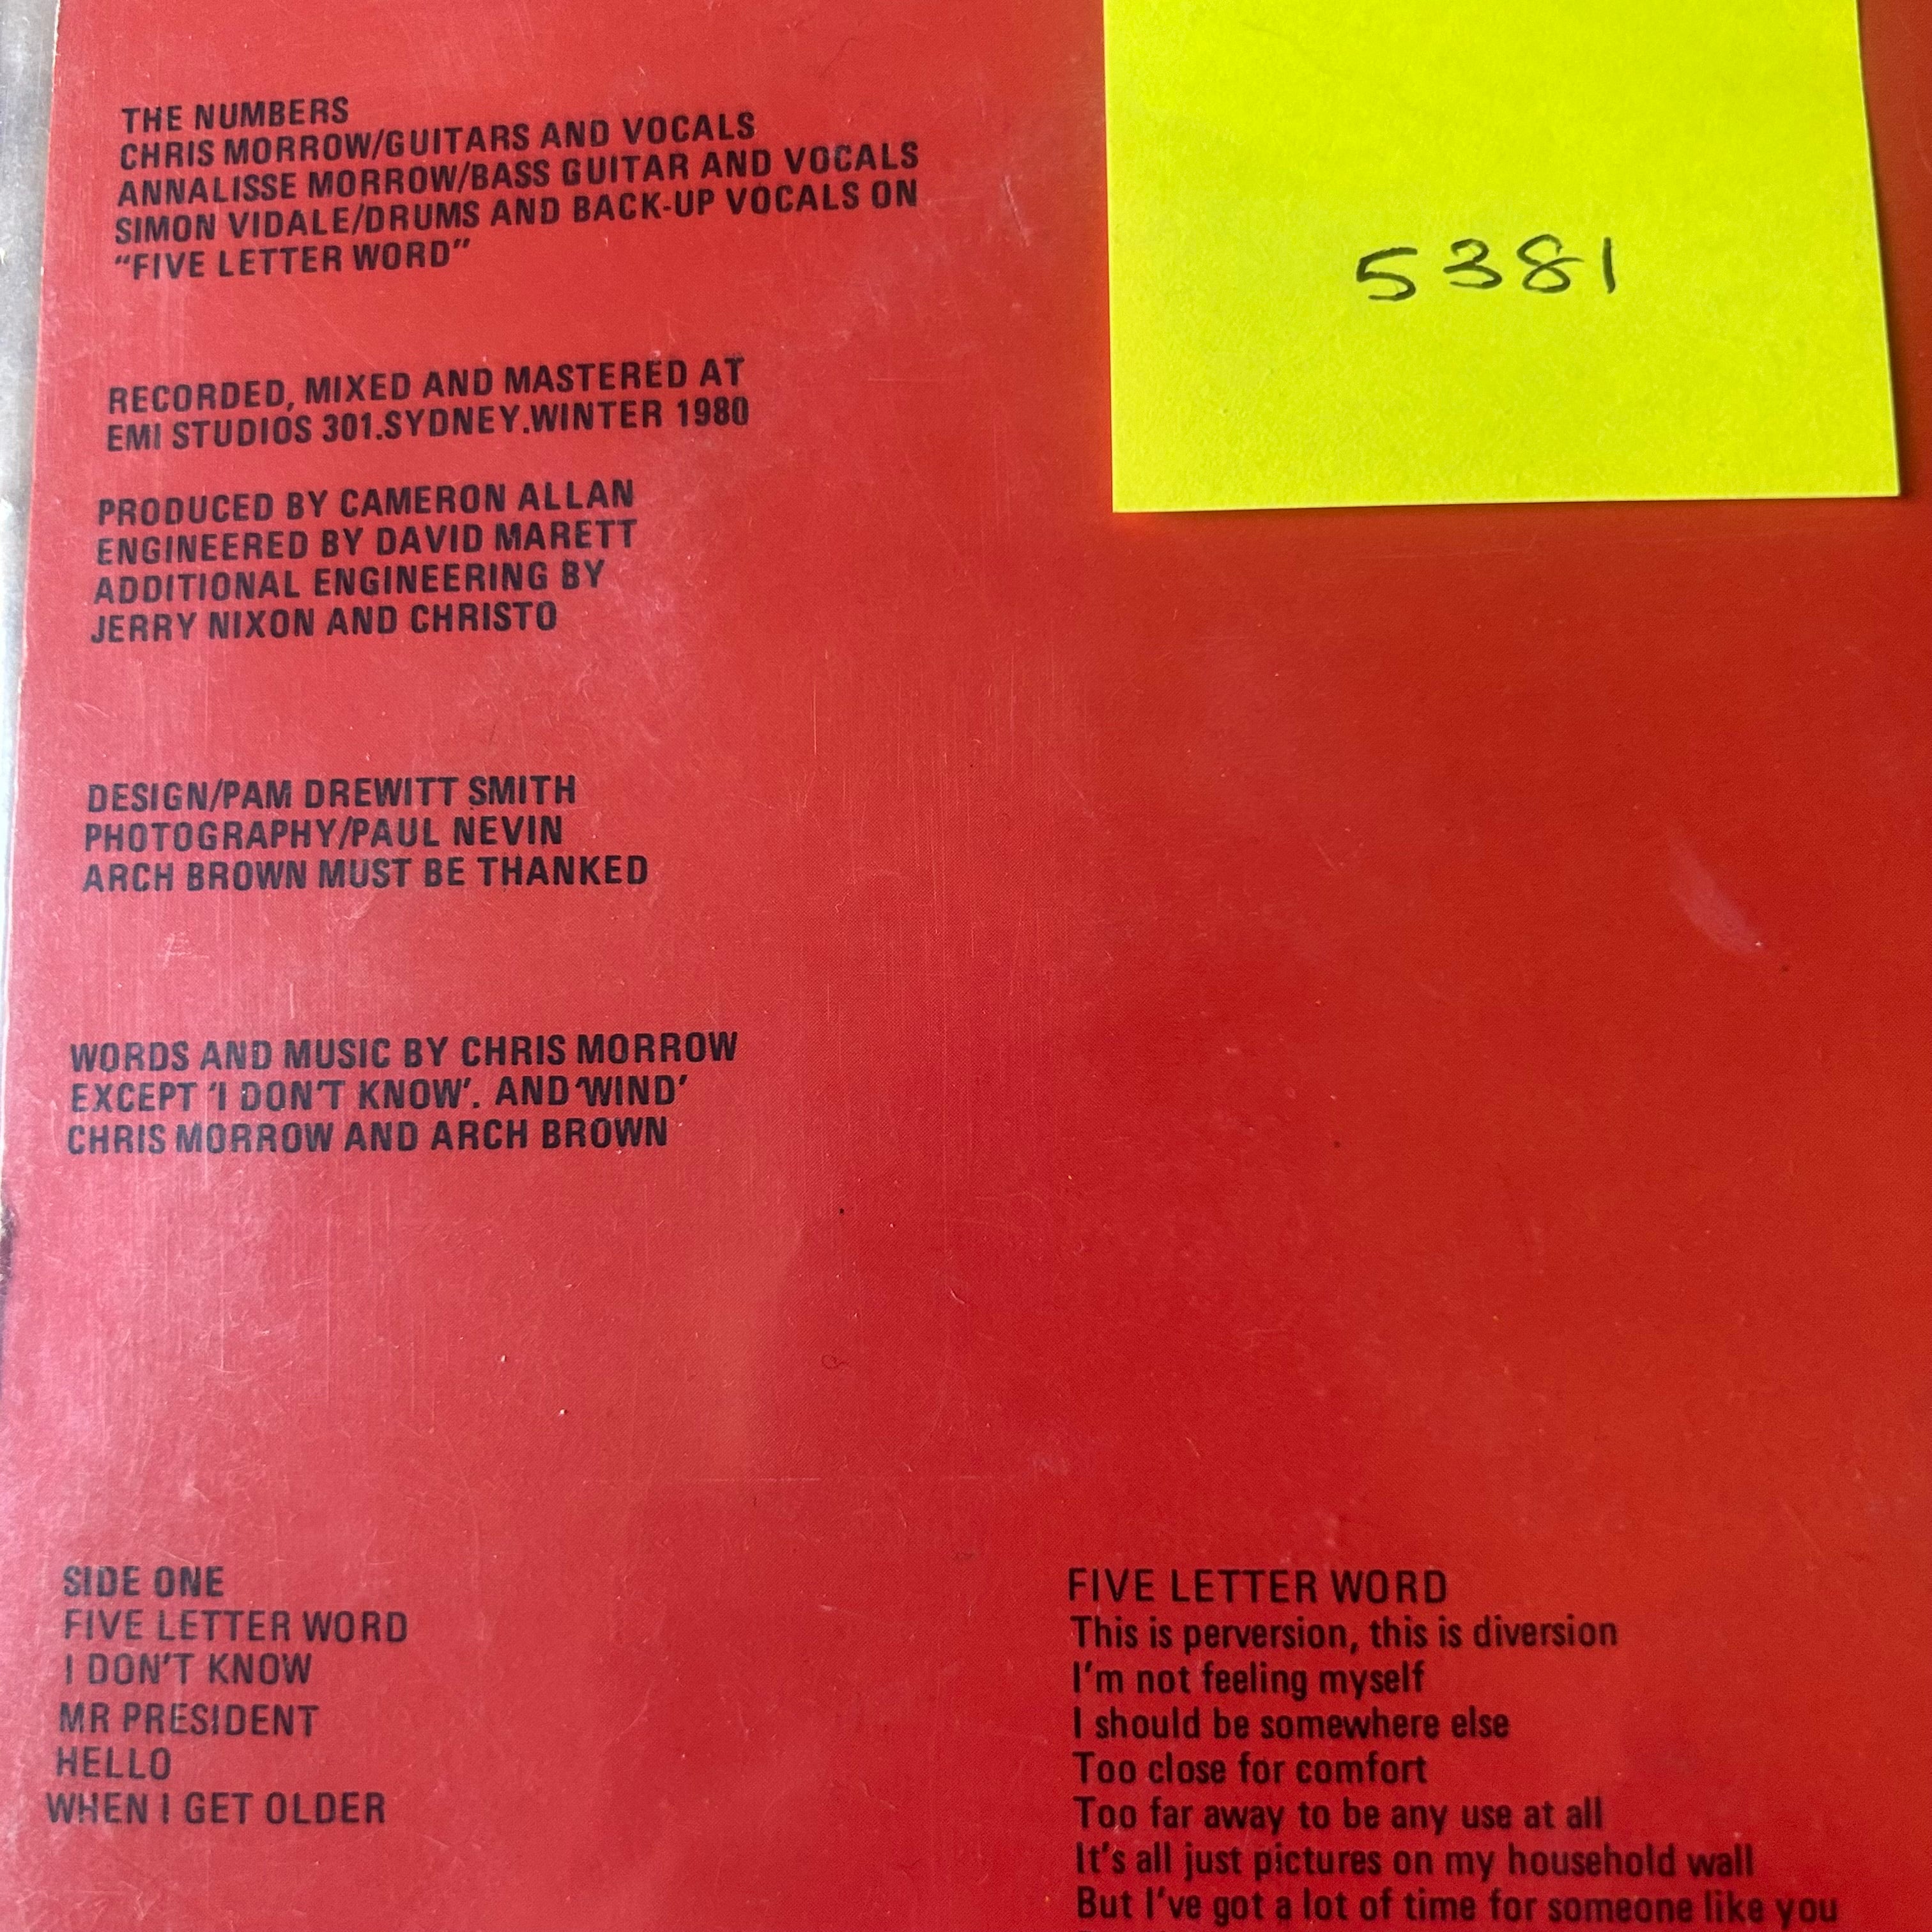 THE NUMBERS
CHRIS MORROW/GUITARS AND VOCALS
ANNALISSE MORROW/BASS GUITAR AND VOCALS
SIMON VIDALE/DRUMS AND BACK-UP VOCALS ON
"FIVE LETTER WORD"
5381
RECORDED, MIXED AND MASTERED AT
EMI STUDIOS 301.SYDNEY.WINTER 1980
PRODUCED BY CAMERON ALLAN
ENGINEERED BY DAVID MARETT
ADDITIONAL ENGINEERING BY
JERRY NIXON AND CHRISTO
DESIGN/PAM DREWITT SMITH
PHOTOGRAPHY/PAUL NEVIN
ARCH BROWN MUST BE THANKED
WORDS AND MUSIC BY CHRIS MORROW
EXCEPT 'I DON'T KNOW'. AND 'WIND'
CHRIS MORROW AND ARCH BROWN
SIDE ONE
FIVE LETTER WORD
I DON'T KNOW
MR PRESIDENT
HELLO
WHEN I GET OLDER
FIVE LETTER WORD
This is perversion, this is diversion
I'm not feeling myself
I should be somewhere else
Too close for comfort
Too far away to be any use at all
It's all just pictures on my household wall
But I've got a lot of time for someone like you